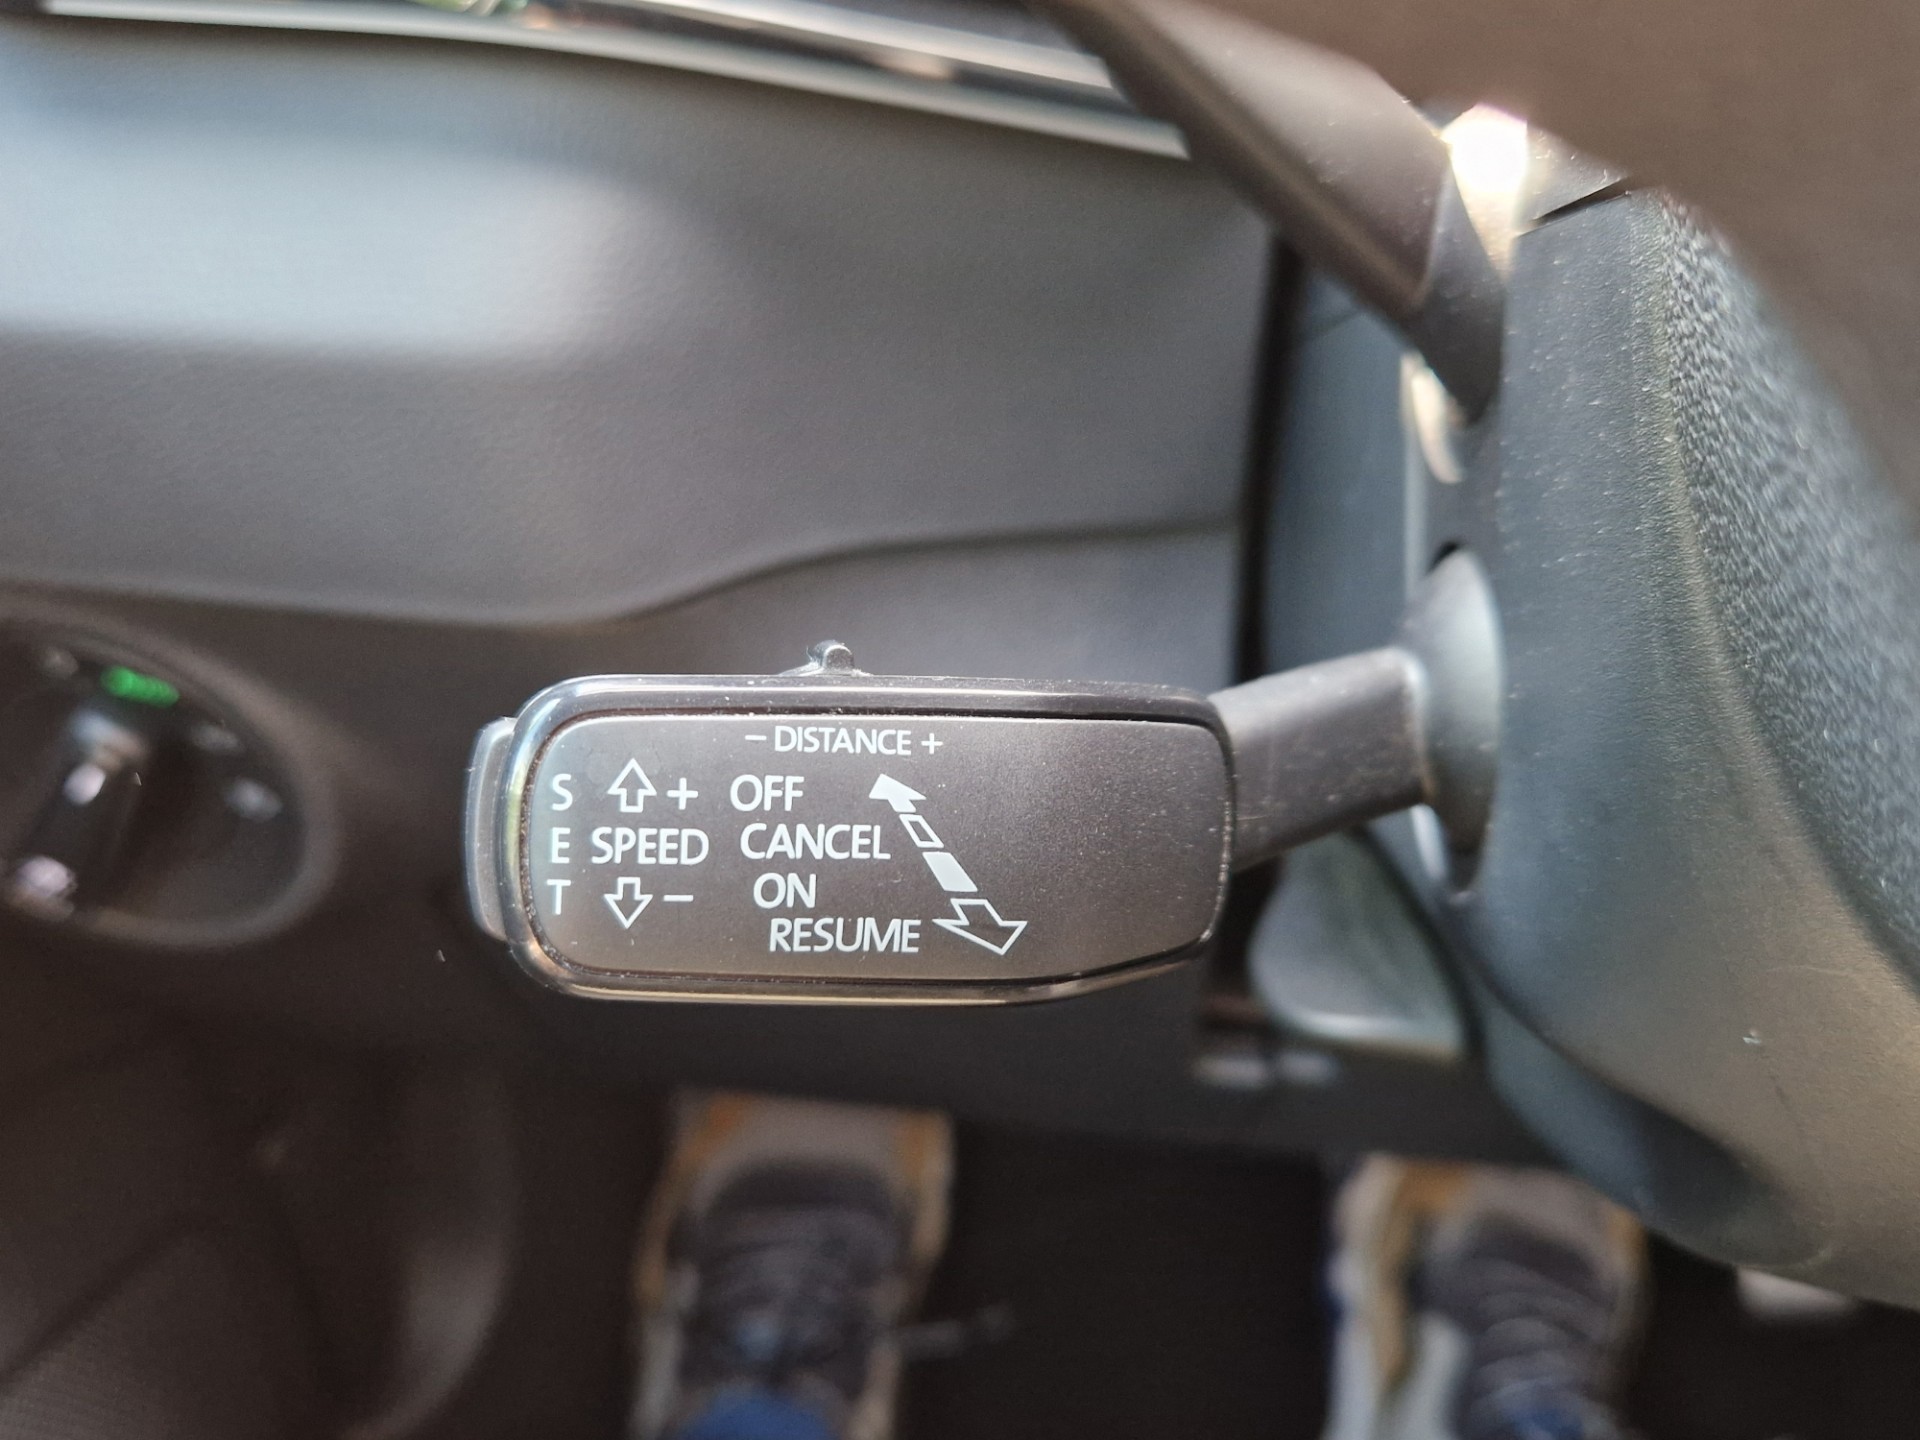 - DISTANCE +
S + OFF
E SPEED CANCEL
T - ON
RESUME